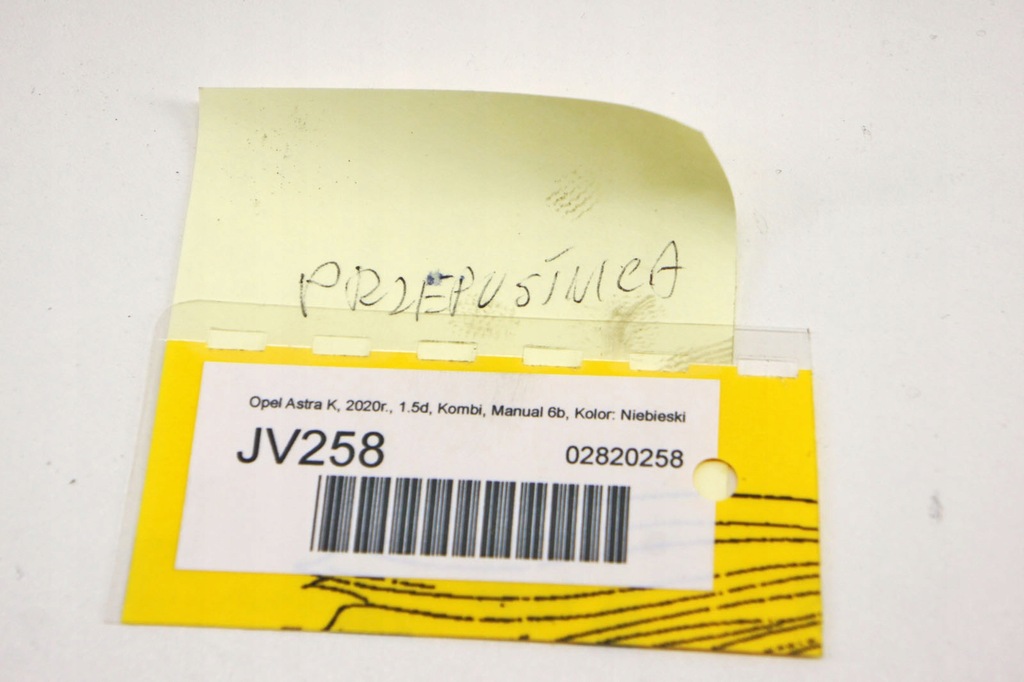 PRZEPUSTNICA
Opel Astra K, 2020r., 1.5d, Kombi, Manual 6b, Kolor: Niebieski
JV258
02820258